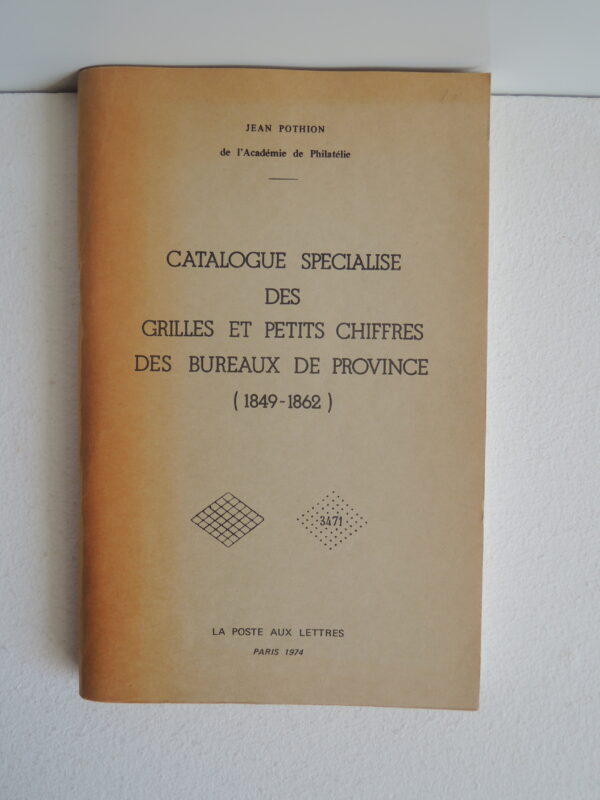 JEAN POTHION
de l'Académie de Philatélie
CATALOGUE SPECIALISE
DES
GRILLES ET PETITS CHIFFRES
DES BUREAUX DE PROVINCE
( 1849-1862 )
3471
LA POSTE AUX LETTRES
PARIS 1974